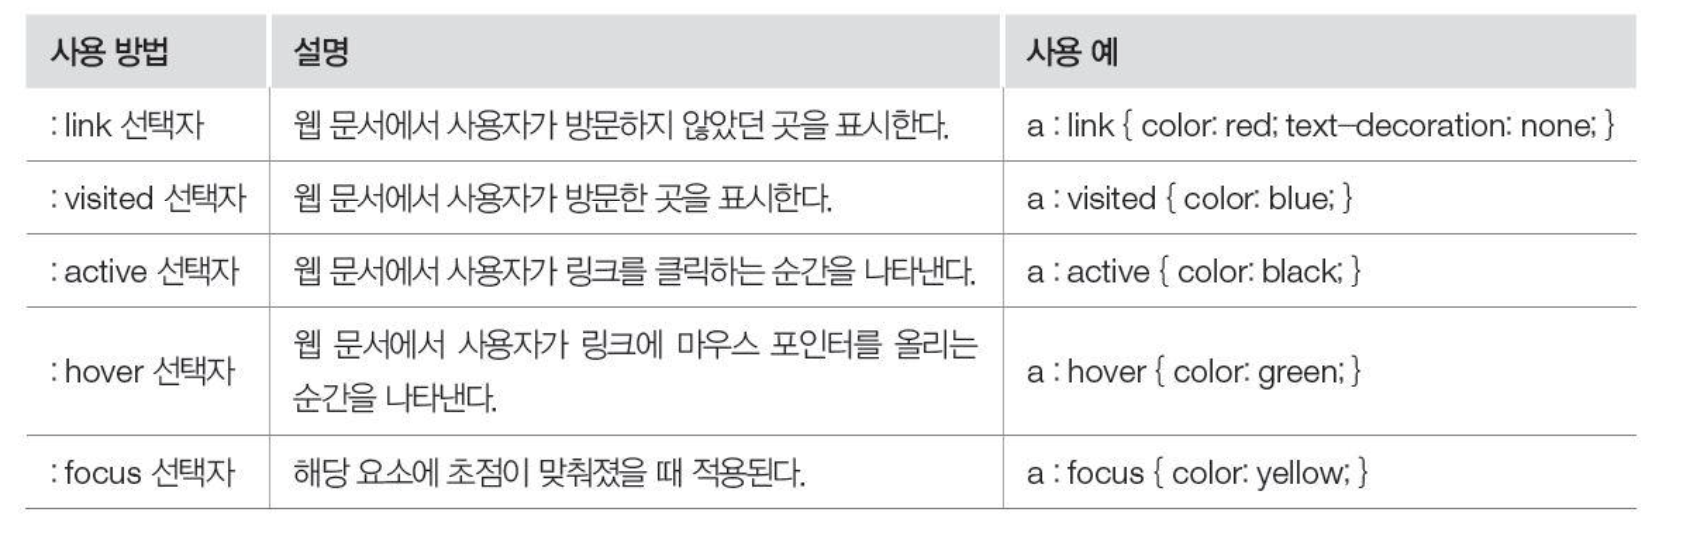 사용 방법 설명 사용 예
: link 선택자 웹 문서에서 사용자가 방문하지 않았던 곳을 표시한다. a : link { color: red; text-decoration: none; }
: visited 선택자 웹 문서에서 사용자가 방문한 곳을 표시한다. a : visited { color: blue; }
: active 선택자 웹 문서에서 사용자가 링크를 클릭하는 순간을 나타낸다. a : active { color: black; }
: hover 선택자 웹 문서에서 사용자가 링크에 마우스 포인터를 올리는
순간을 나타낸다. a : hover { color: green; }
: focus 선택자 해당 요소에 초점이 맞춰졌을 때 적용된다. a : focus { color: yellow; }